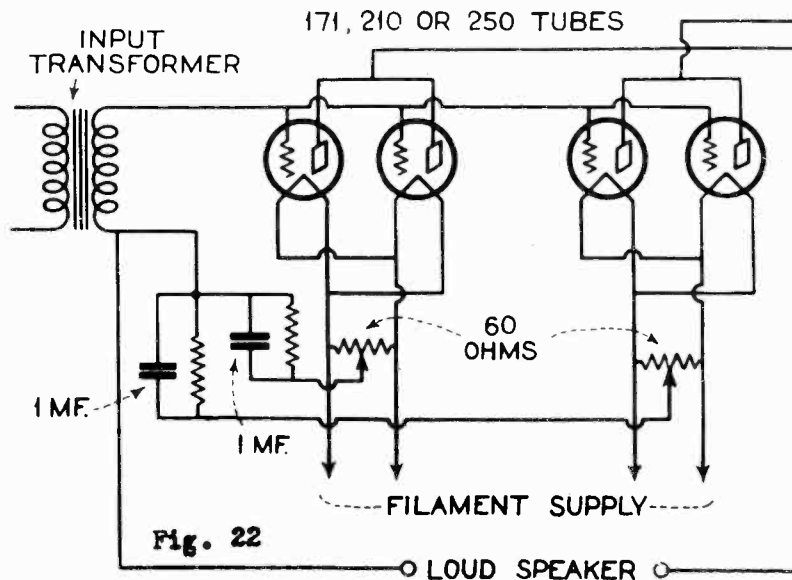 171, 210 OR 250 TUBES
INPUT
TRANSFORMER
60
OHMS
1 MF.
1 MF.
FILAMENT SUPPLY
Fig. 22
LOUD SPEAKER